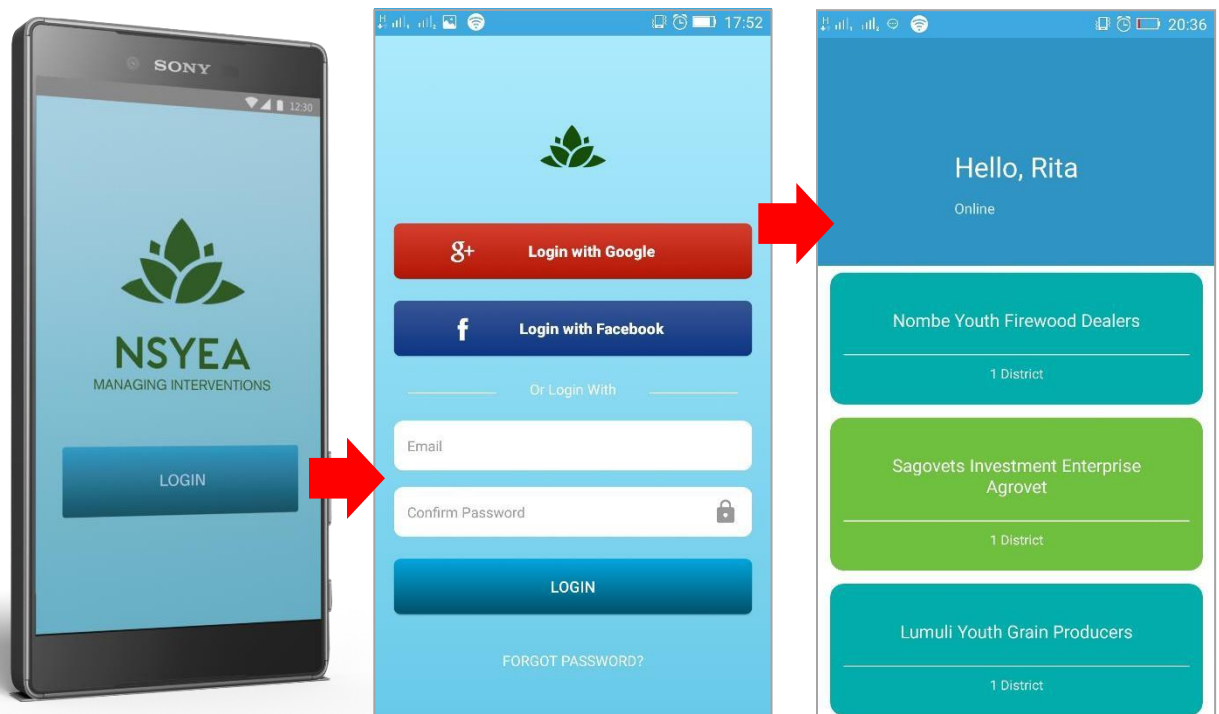 SONY
12:30
NSYEA
MANAGING INTERVENTIONS
LOGIN
17:52
g+ Login with Google
f Login with Facebook
Or Login With
Email
Confirm Password
LOGIN
FORGOT PASSWORD?
20:36
Hello, Rita
Online
Nombe Youth Firewood Dealers
1 District
Sagovets Investment Enterprise
Agrovet
1 District
Lumuli Youth Grain Producers
1 District